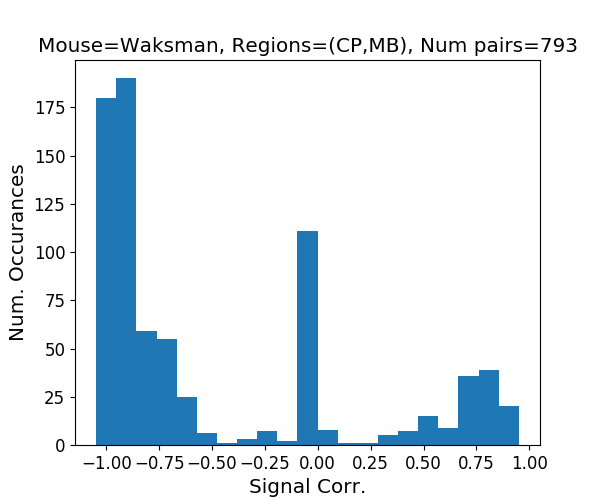 Mouse=Waksman, Regions=(CP,MB), Num pairs=793
175
150
125
100
75
50
25
0
Num. Occurances
−1.00 −0.75 −0.50 −0.25 0.00 0.25 0.50 0.75 1.00
Signal Corr.